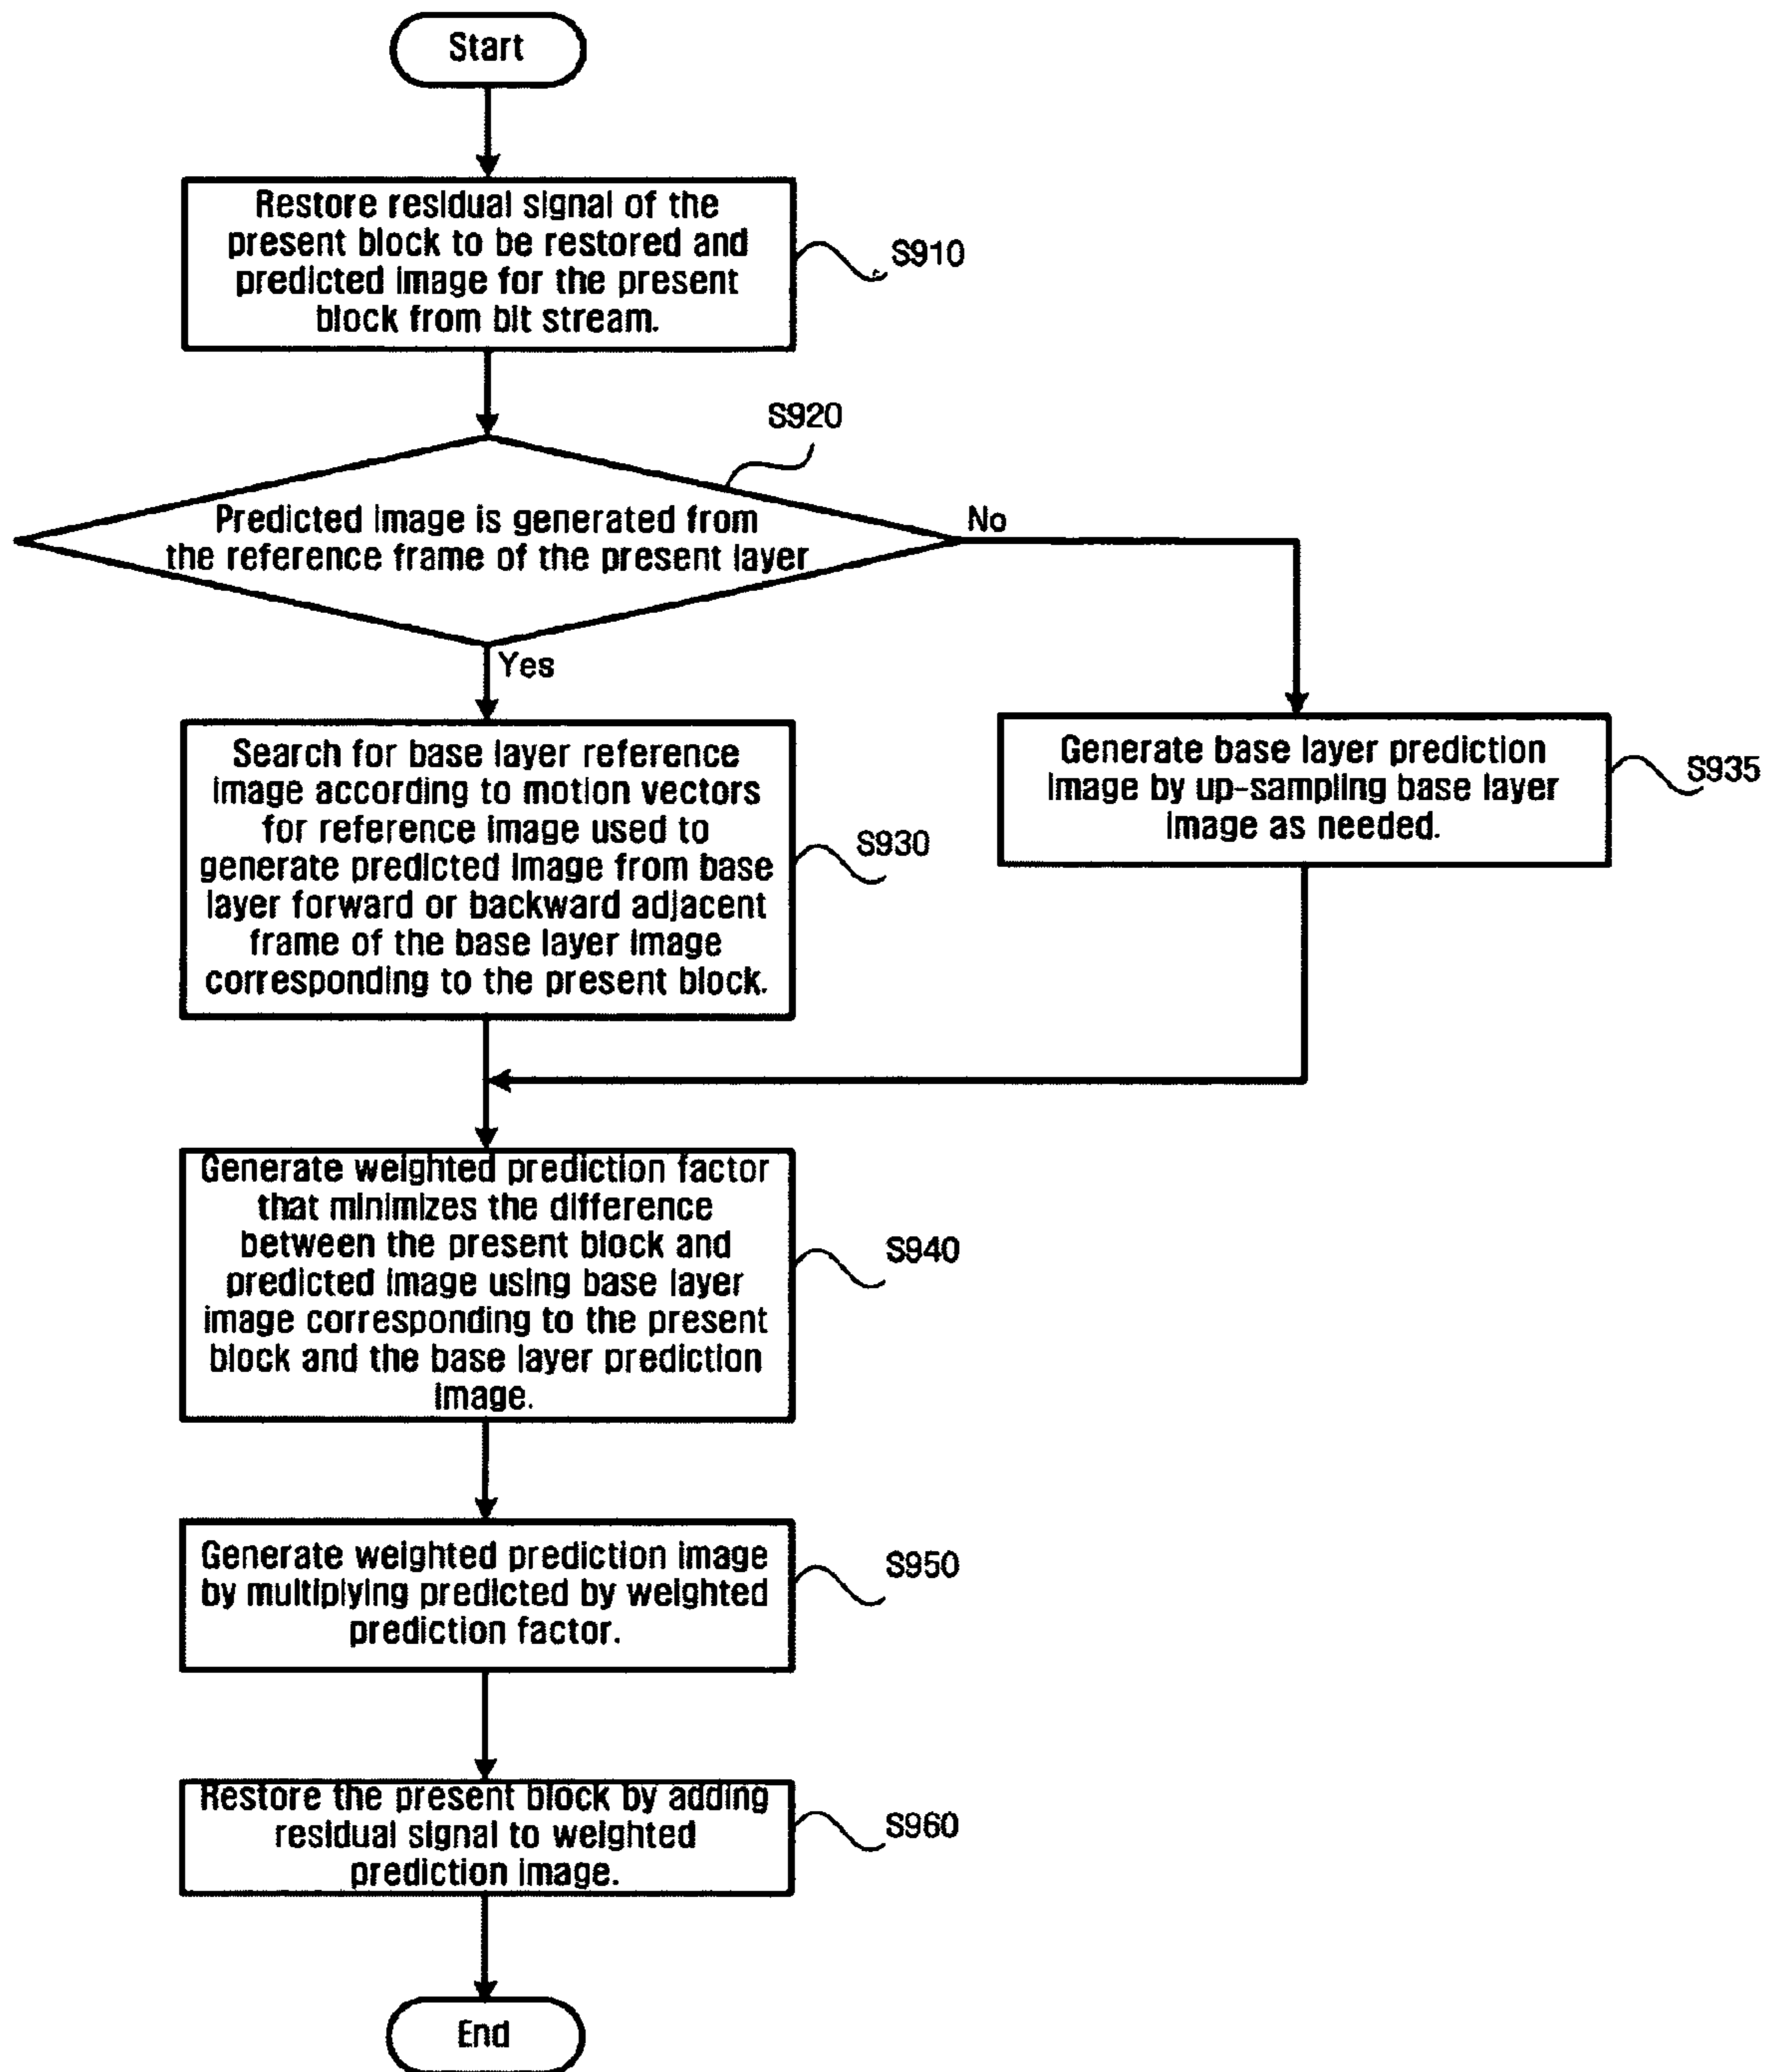 Start
Restore residual signal of the
present block to be restored and
predicted image for the present
block from bit stream.
S910
S920
Predicted image is generated from
the reference frame of the present layer
No
Yes
Search for base layer reference
image according to motion vectors
for reference image used to
generate predicted image from base
layer forward or backward adjacent
frame of the base layer image
corresponding to the present block.
S930
Generate base layer prediction
image by up-sampling base layer
image as needed.
S935
Generate weighted prediction factor
that minimizes the difference
between the present block and
predicted image using base layer
image corresponding to the present
block and the base layer prediction
image.
S940
Generate weighted prediction image
by multiplying predicted by weighted
prediction factor.
S950
Restore the present block by adding
residual signal to weighted
prediction image.
S960
End